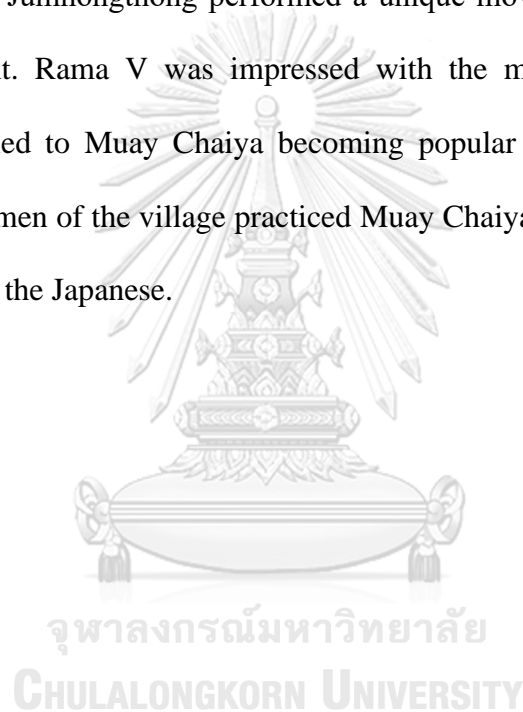 Jumnongthong performed a unique mov
t. Rama V was impressed with the m
ed to Muay Chaiya becoming popular
men of the village practiced Muay Chaiya
the Japanese.
จุฬาลงกรณ์มหาวิทยาลัย
CHULALONGKORN UNIVERSITY